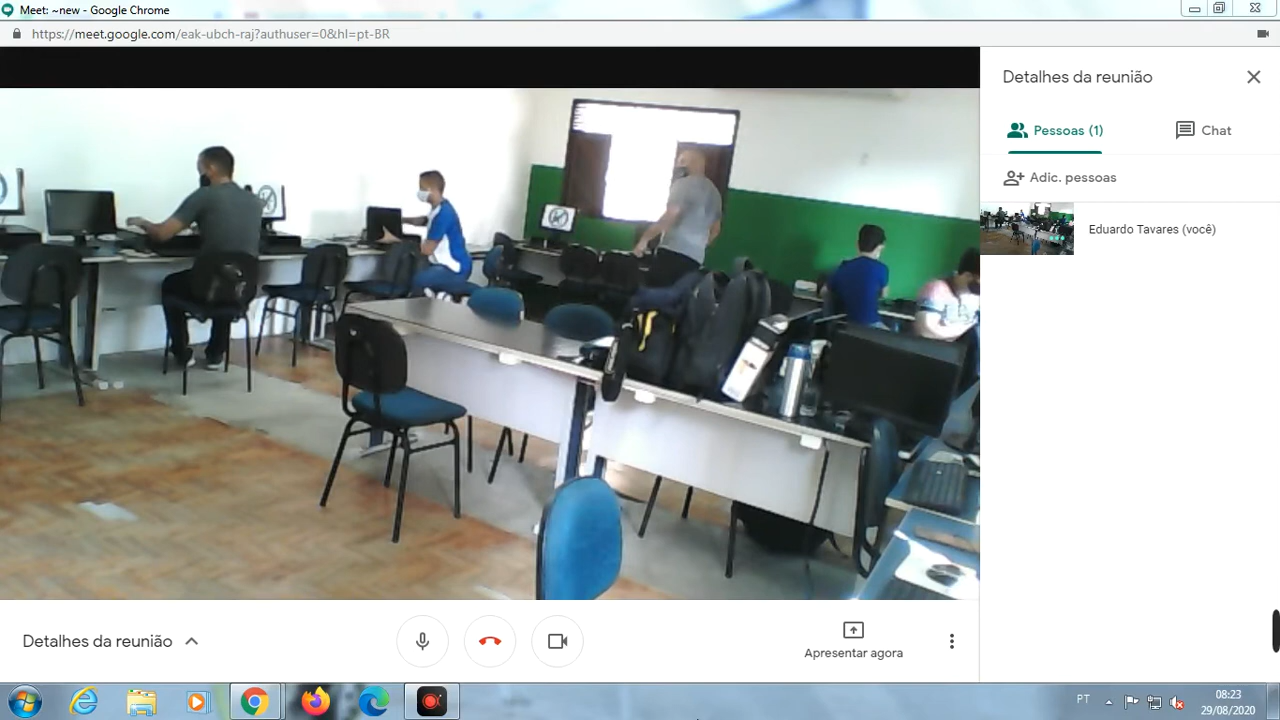 Meet: ~new - Google Chrome
https://meet.google.com/eak-ubch-raj?authuser=0&hl=pt-BR
Detalhes da reunião
Pessoas (1)
Chat
Adic. pessoas
Eduardo Tavares (você)
Detalhes da reunião
Apresentar agora
PT
08:23
29/08/2020